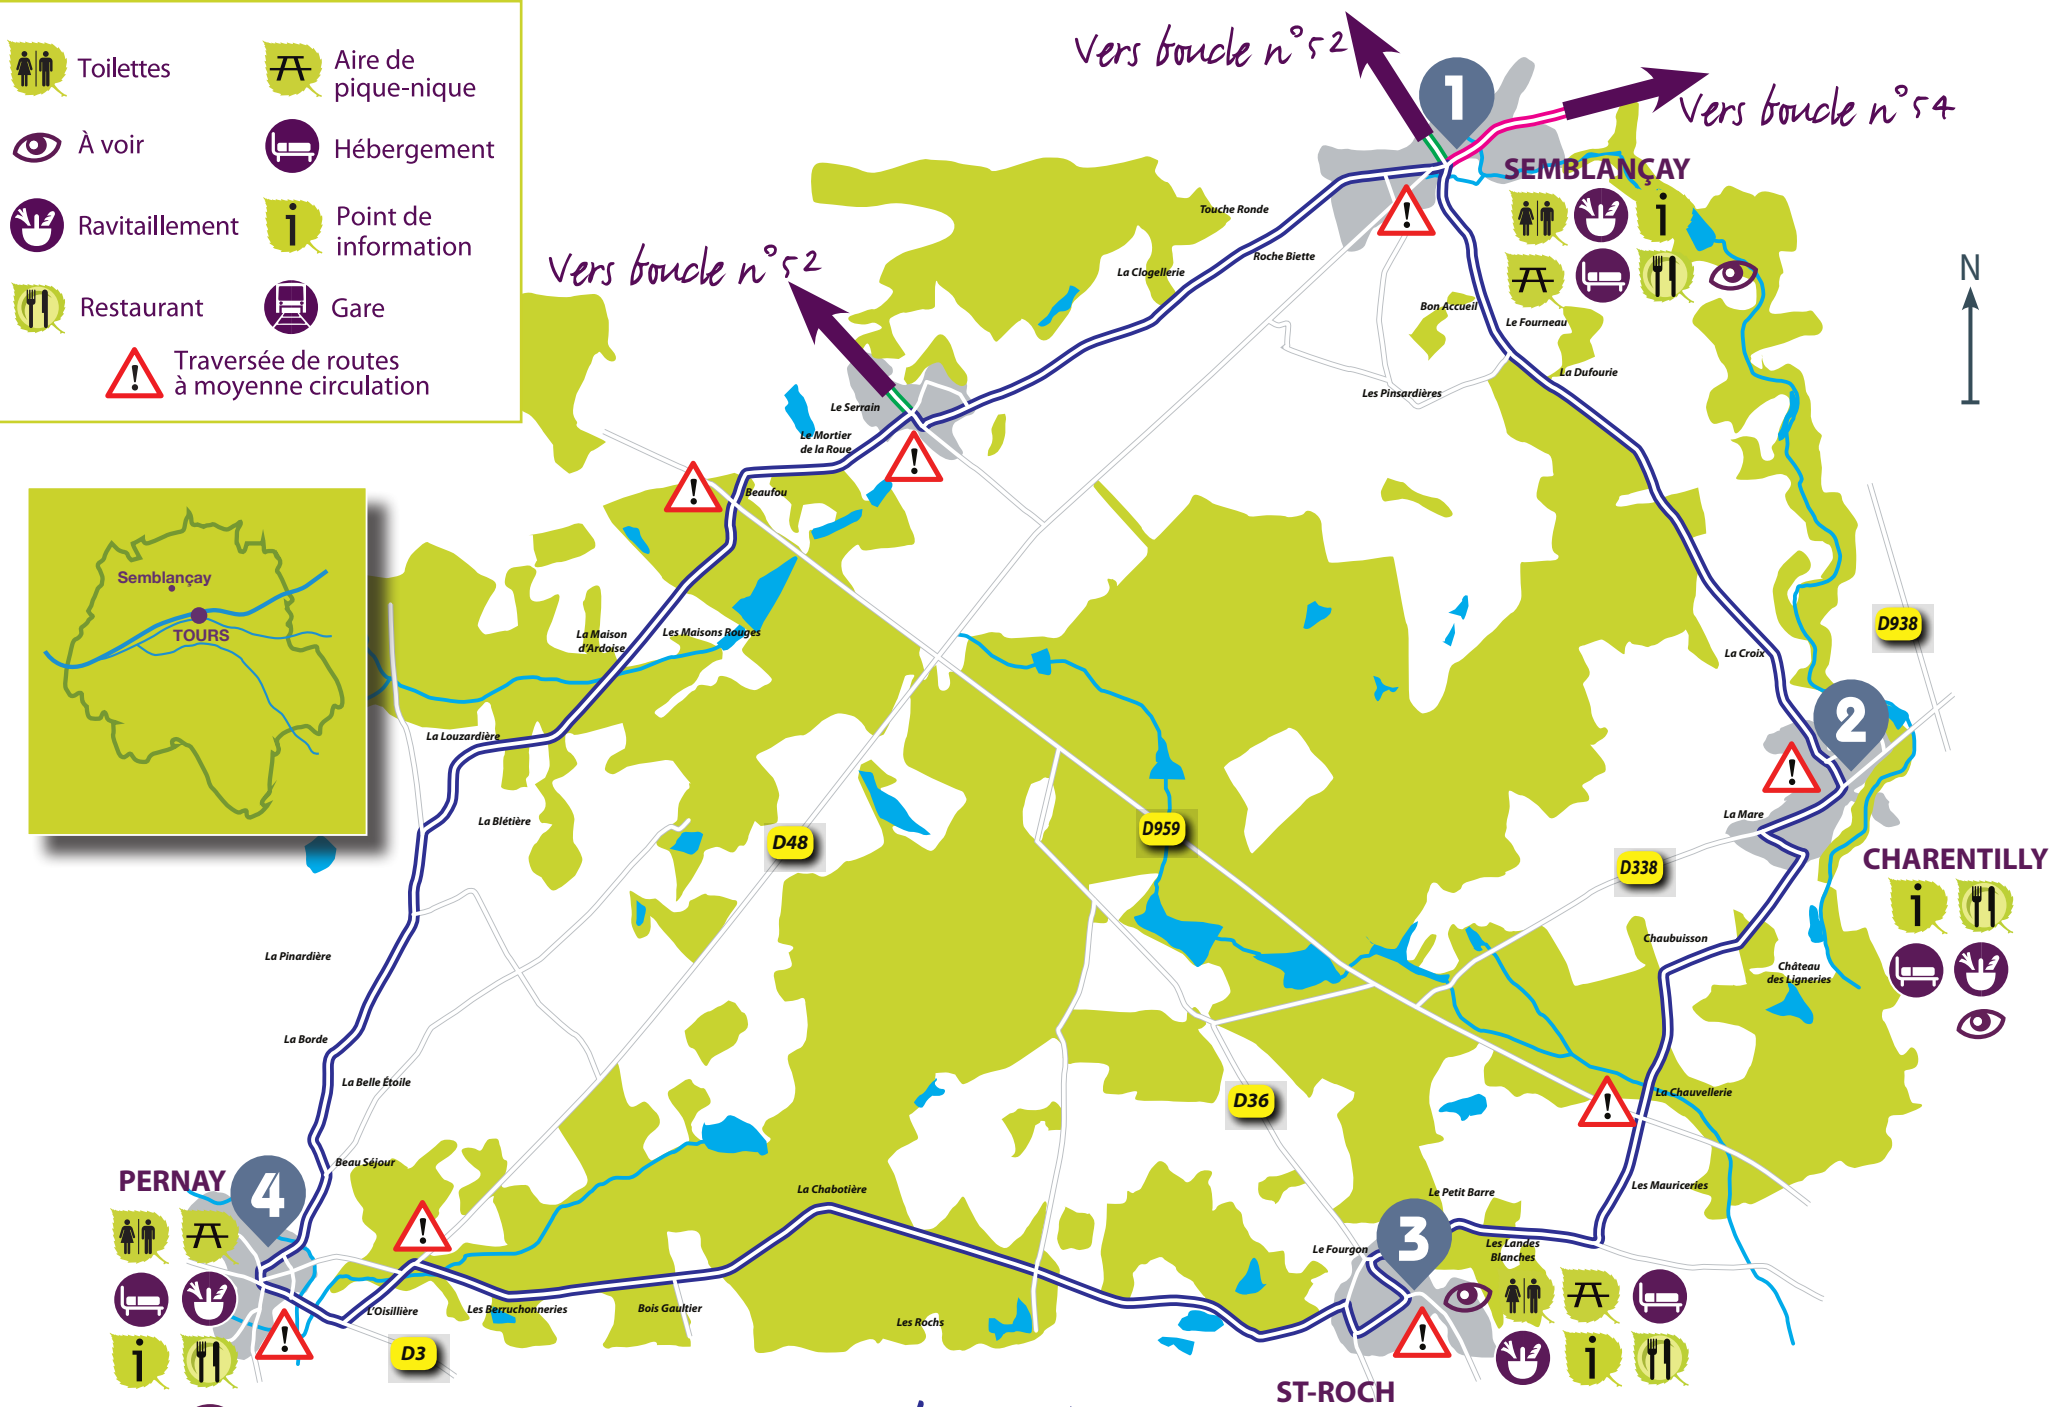 Toilettes
Aire de
pique-nique
À voir
Hébergement
Ravitaillement
Point de
information
Restaurant
Gare
Traversée de routes
à moyenne circulation
Vers boucle n°52
1
Vers boucle n°54
SEMBLANÇAY
Vers boucle n°52
N
Touche Ronde
Roche Biette
La Clogellerie
Bon Accueil
Le Fourneau
La Dufourie
Les Pinsardières
Le Serrain
Le Mortier
de la Roue
Beaufou
Semblançay
TOURS
La Maison
d'Ardoise
Les Maisons Rouges
La Croix
D938
2
La Louzardière
La Blétière
D48
D959
La Mare
D338
CHARENTILLY
Chaubuisson
Château
des Ligneries
La Pinardière
La Borde
La Belle Étoile
D36
La Chauvellerie
PERNAY
4
Beau Séjour
La Chabotière
Le Petit Barre
Les Mauriceries
3
Le Fourgon
Les Landes
Blanches
L'Oisillière
Les Berruchonneries
Bois Gaultier
Les Rochs
D3
ST-ROCH